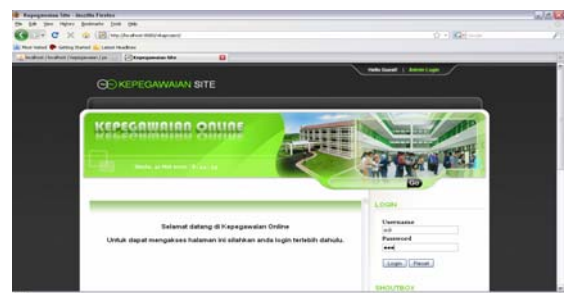 Kepegawaian Site - Mozilla Firefox
File Edit View History Bookmarks Tools Help
Most Visited Getting Started Latest Headlines
Kepegawaian Site
Hello Guest! | Admin Login
KEPEGAWAIAN SITE
KEPEGAWAIAN ONLINE
Go
LOGIN
Selamat datang di Kepegawaian Online
Untuk dapat mengakses halaman ini silahkan anda login terlebih dahulu.
Username
Password
Login Reset
SHOUTBOX